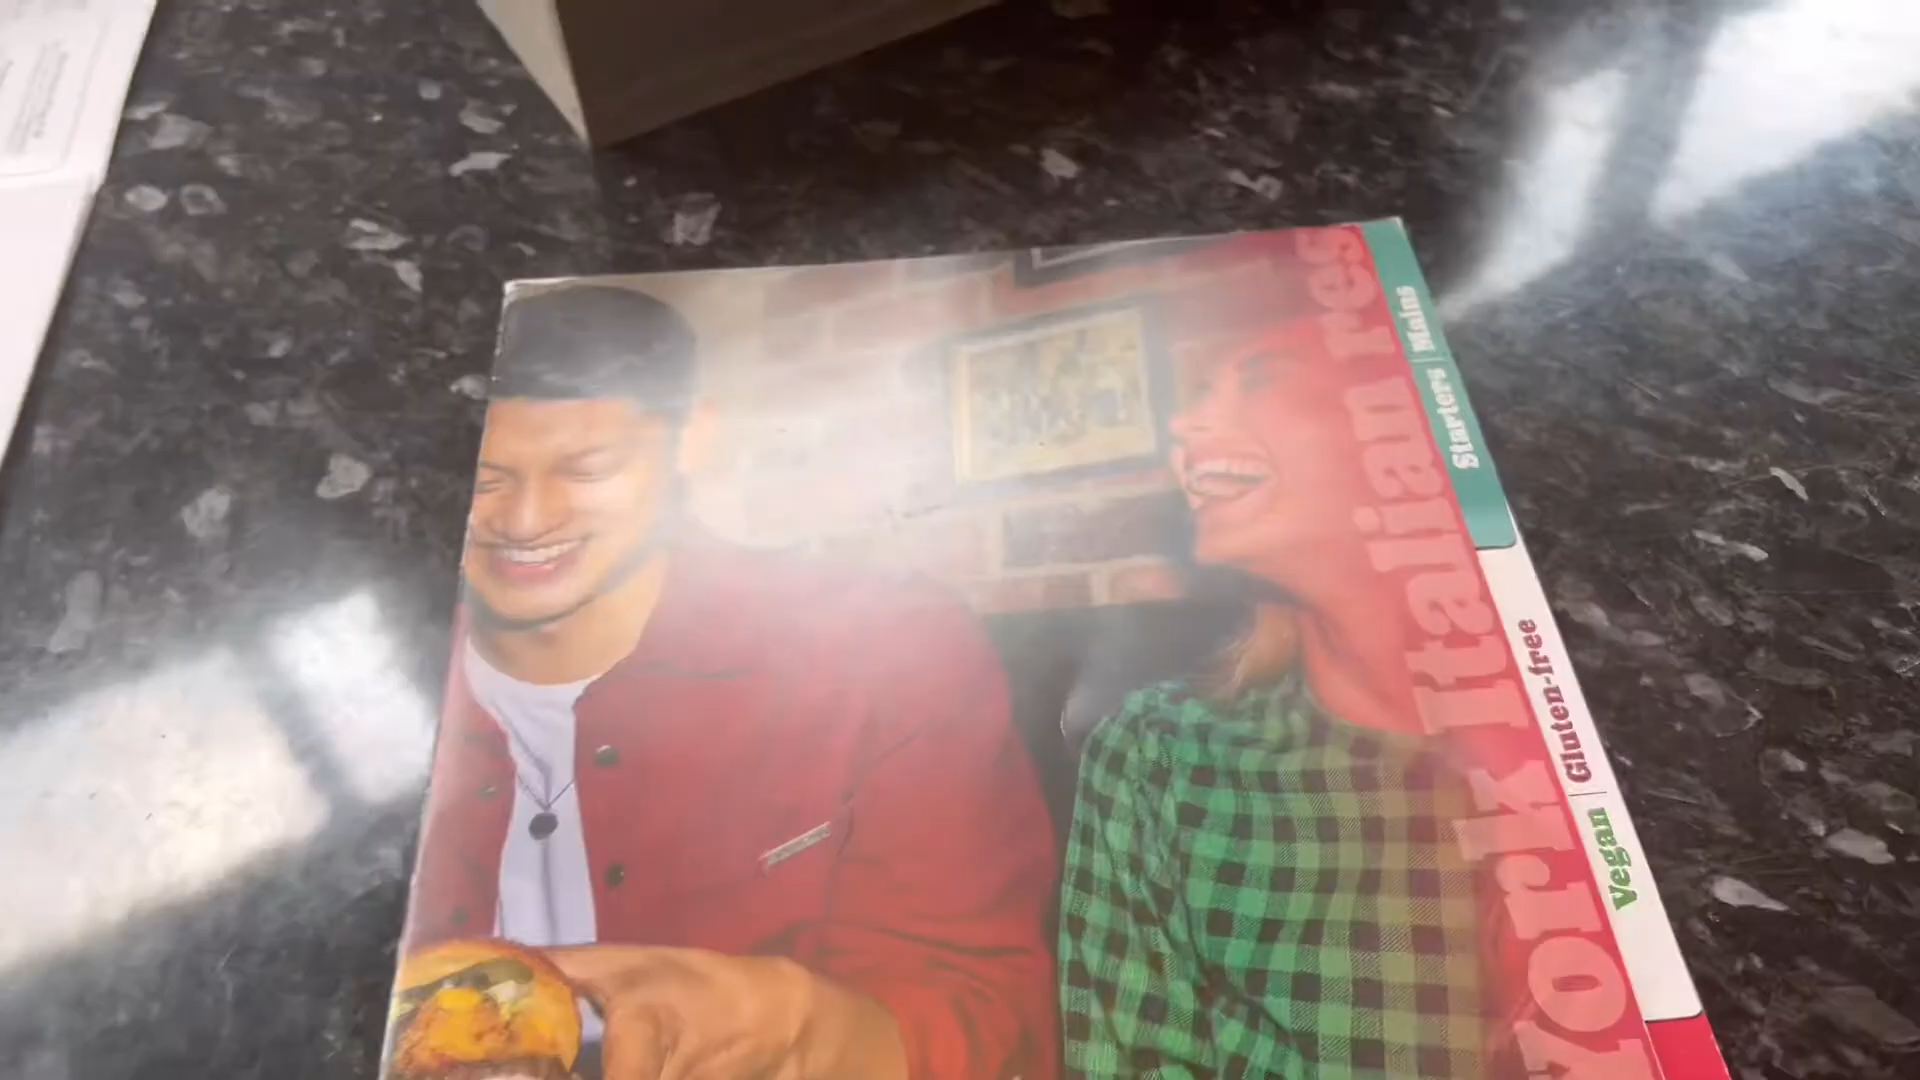 york Italian res
Starters | Mains
Vegan | Gluten-free